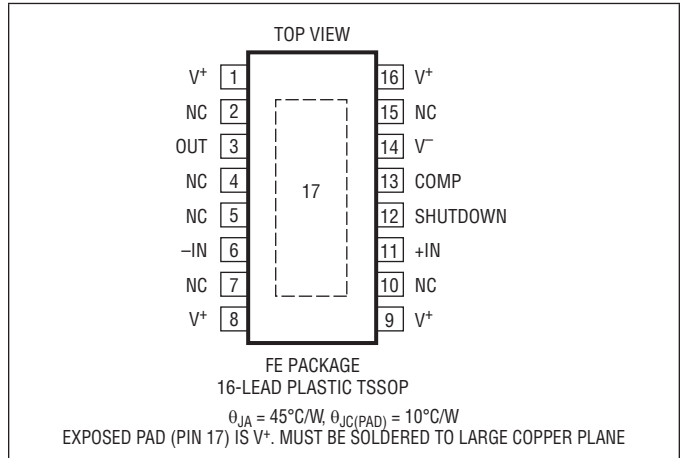 TOP VIEW
V+ 1 16 V+
NC 2 15 NC
OUT 3 14 V–
NC 4 17 13 COMP
NC 5 12 SHUTDOWN
–IN 6 11 +IN
NC 7 10 NC
V+ 8 9 V+
FE PACKAGE
16-LEAD PLASTIC TSSOP
θJA = 45°C/W, θJC(PAD) = 10°C/W
EXPOSED PAD (PIN 17) IS V+. MUST BE SOLDERED TO LARGE COPPER PLANE